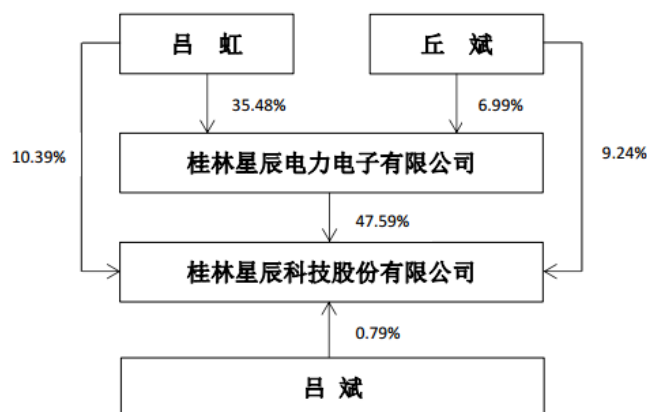 吕 虹
丘 斌
35.48%
6.99%
10.39%
桂林星辰电力电子有限公司
9.24%
47.59%
桂林星辰科技股份有限公司
0.79%
吕 斌